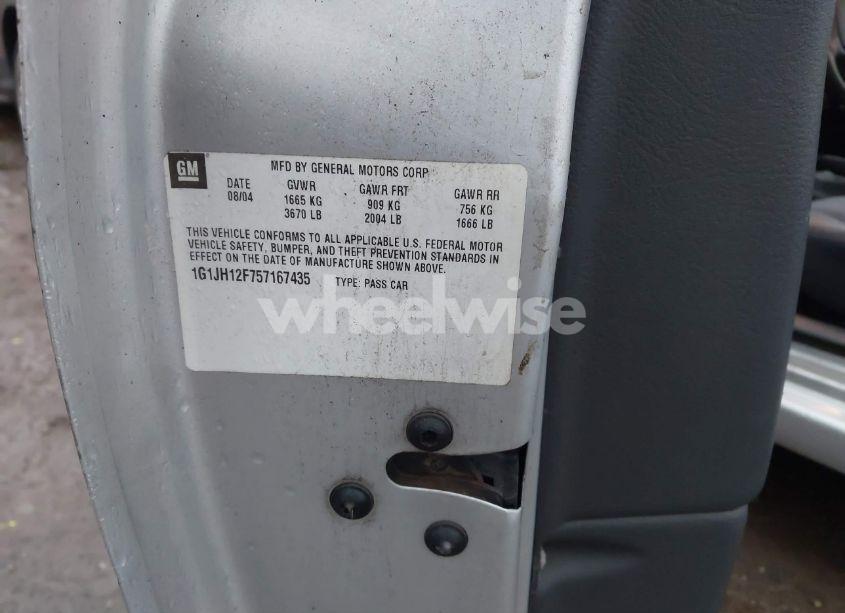 GM MFD BY GENERAL MOTORS CORP
DATE GVWR GAWR FRT GAWR RR
08/04 1665 KG 909 KG 756 KG
3670 LB 2004 LB 1666 LB
THIS VEHICLE CONFORMS TO ALL APPLICABLE U.S. FEDERAL MOTOR
VEHICLE SAFETY, BUMPER, AND THEFT PREVENTION STANDARDS IN
EFFECT ON THE DATE OF MANUFACTURE SHOWN ABOVE.
1G1JH12F757167435 TYPE: PASS CAR
wheelwise